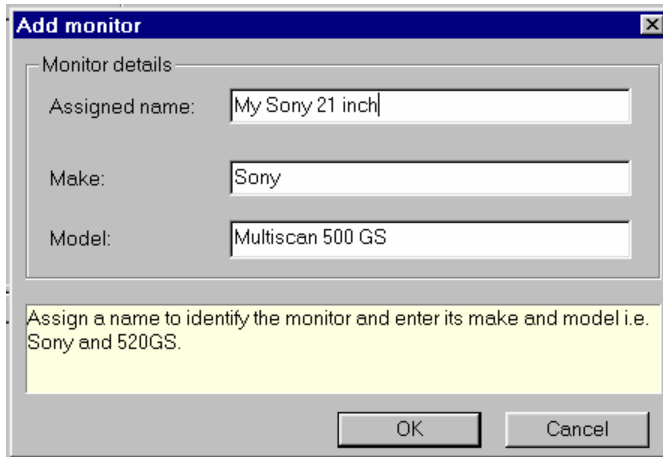 Add monitor
Monitor details
Assigned name: My Sony 21 inch
Make: Sony
Model: Multiscan 500 GS
Assign a name to identify the monitor and enter its make and model i.e.
Sony and 520GS.
OK Cancel